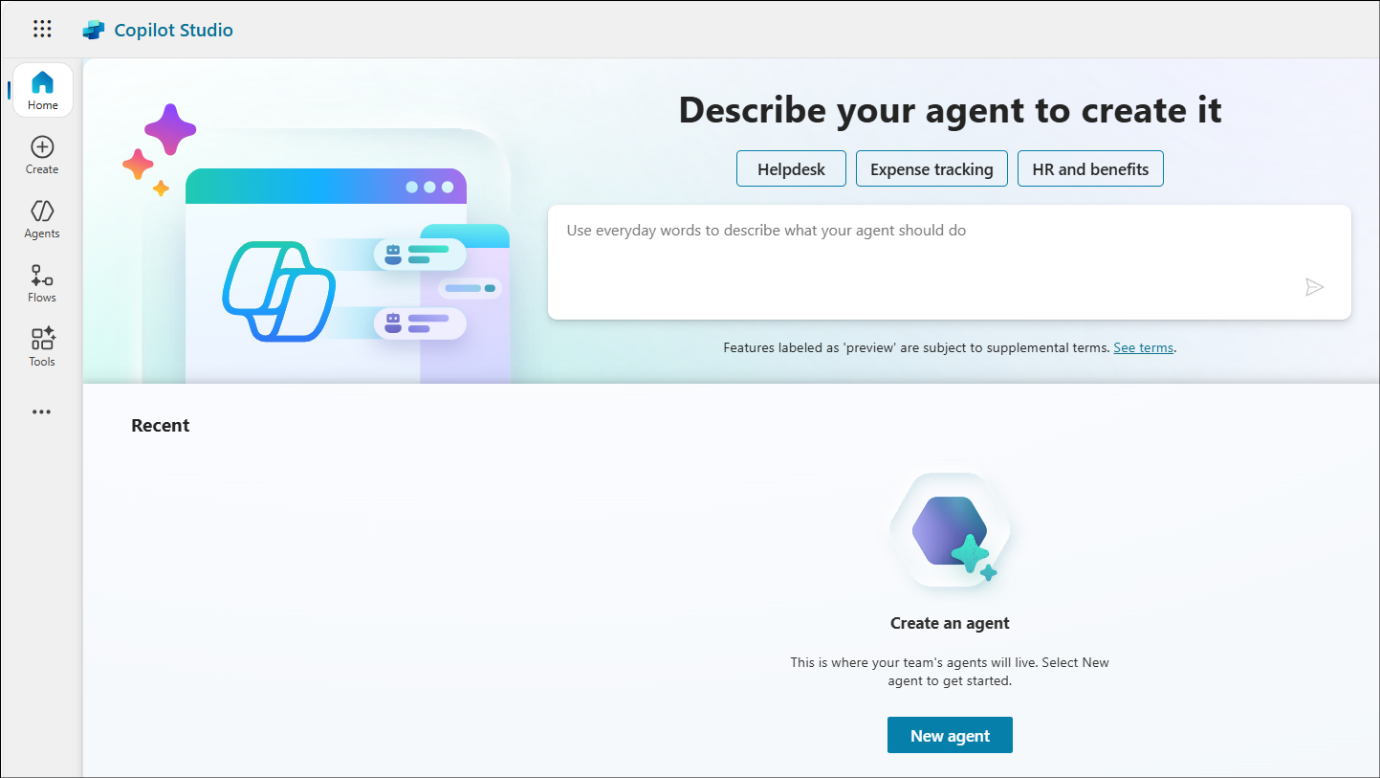 Copilot Studio
Home
Create
Agents
Flows
Tools
Describe your agent to create it
Helpdesk
Expense tracking
HR and benefits
Use everyday words to describe what your agent should do
Features labeled as 'preview' are subject to supplemental terms. See terms.
Recent
Create an agent
This is where your team's agents will live. Select New
agent to get started.
New agent